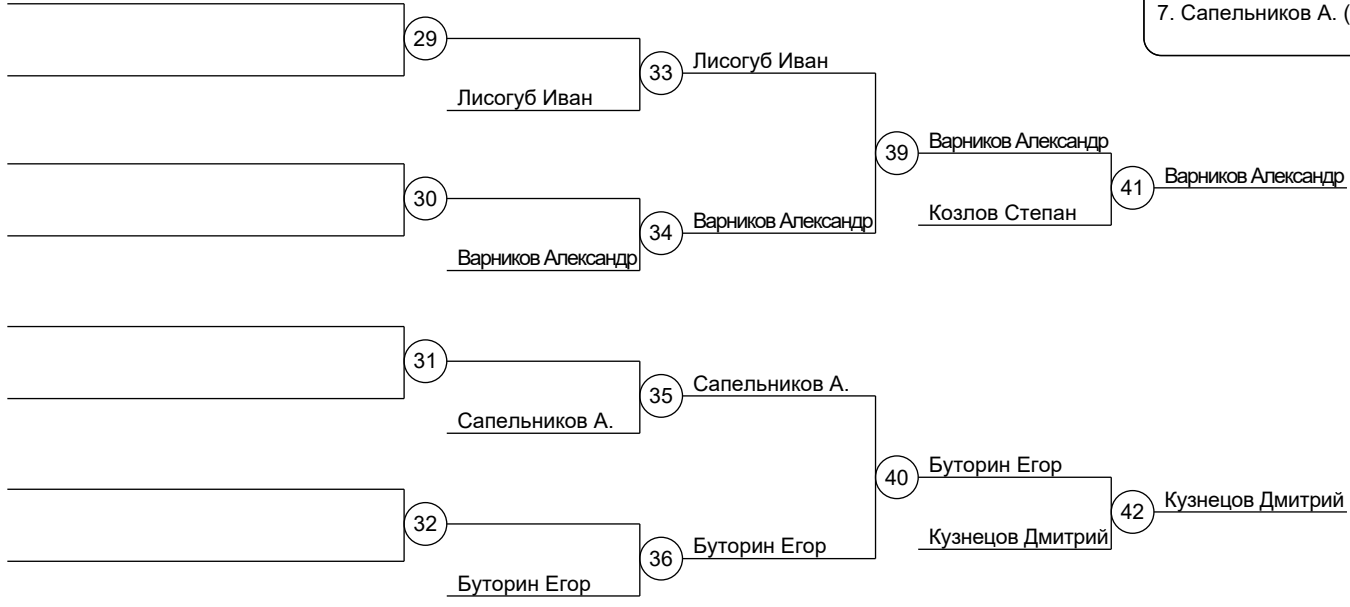 7. Сапельников А. (
29
33
Лисогуб Иван
Лисогуб Иван
39
Варников Александр
41
Варников Александр
30
Козлов Степан
34
Варников Александр
Варников Александр
31
35
Сапельников А.
Сапельников А.
40
Буторин Егор
42
Кузнецов Дмитрий
32
Кузнецов Дмитрий
36
Буторин Егор
Буторин Егор